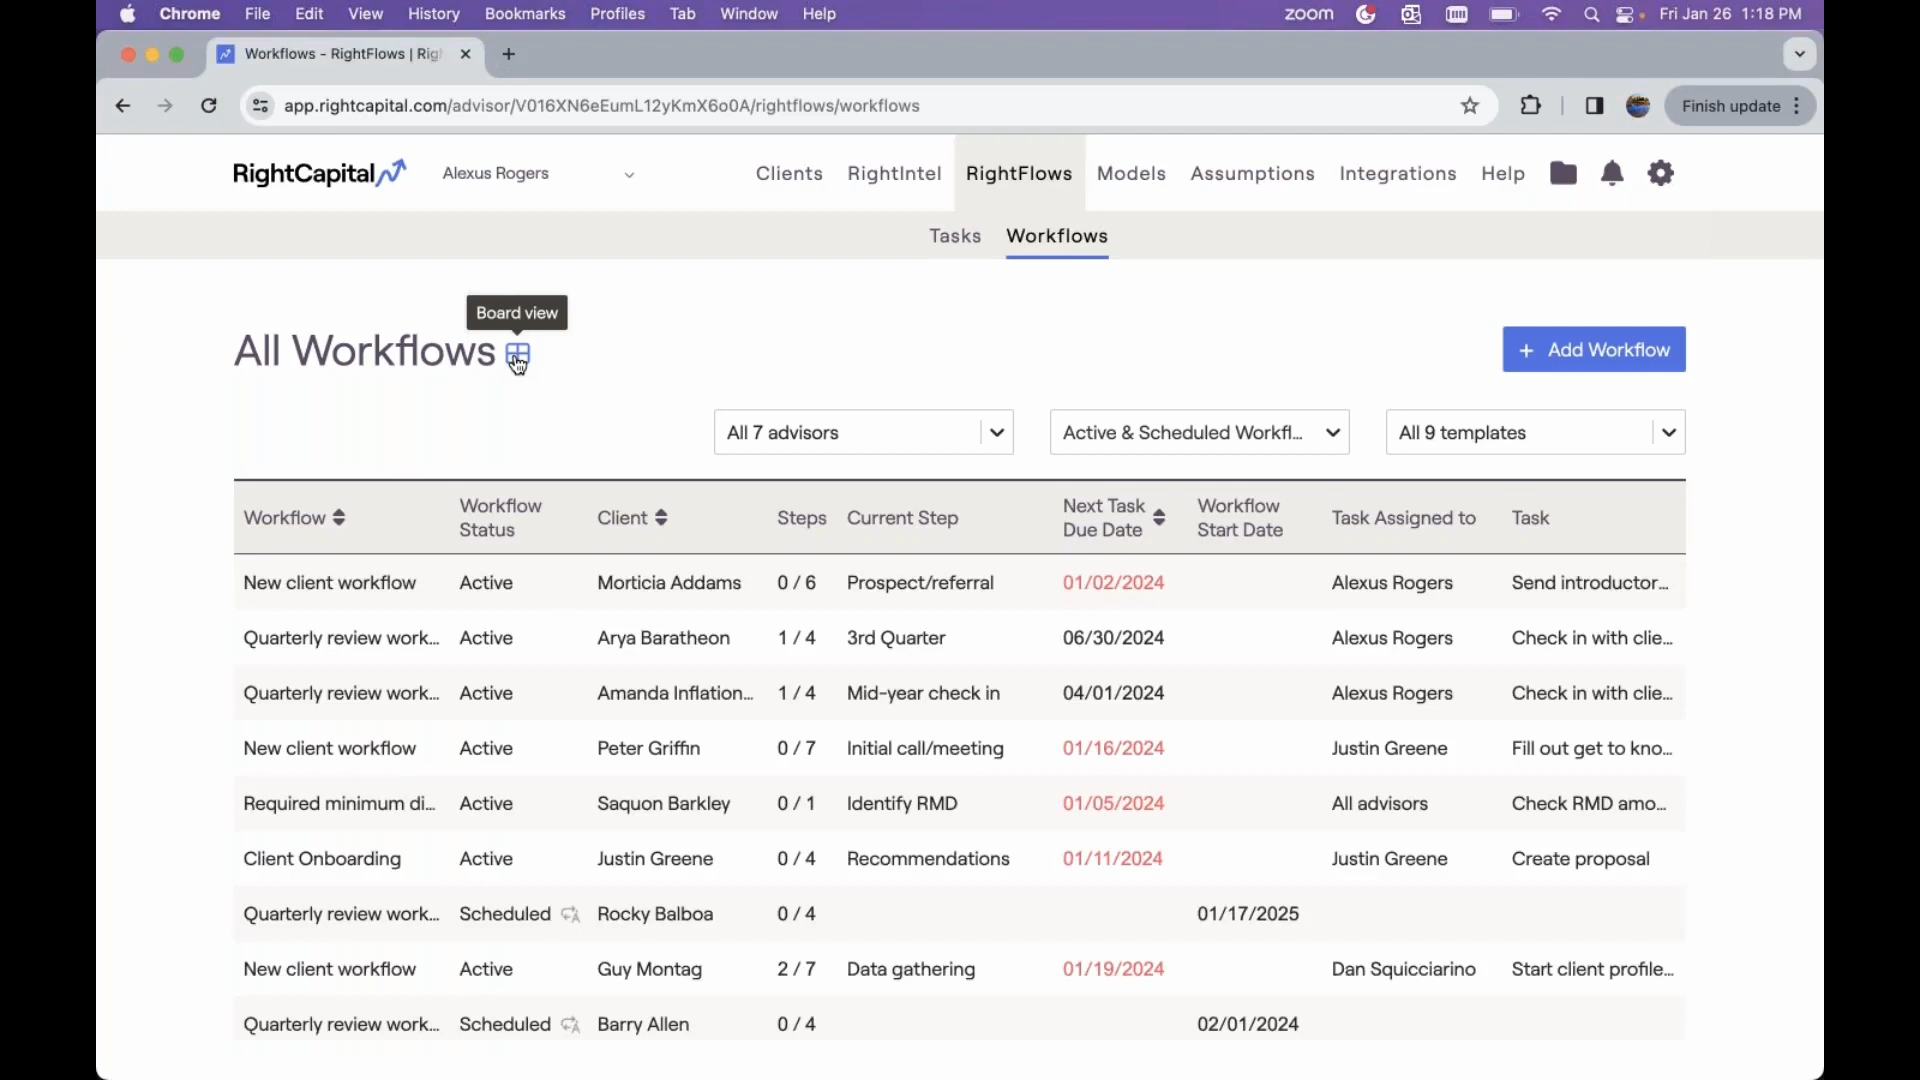 Chrome File Edit View History Bookmarks Profiles Tab Window Help zoom Fri Jan 26 1:18 PM
Workflows - RightFlows | Rig
app.rightcapital.com/advisor/V016XN6eEumL12yKmX6o0A/rightflows/workflows Finish update
RightCapital Alexus Rogers Clients RightIntel RightFlows Models Assumptions Integrations Help
Tasks Workflows
Board view
All Workflows + Add Workflow
All 7 advisors Active & Scheduled Workfl... All 9 templates
Workflow Workflow Status Client Steps Current Step Next Task Due Date Workflow Start Date Task Assigned to Task
New client workflow Active Morticia Addams 0 / 6 Prospect/referral 01/02/2024 Alexus Rogers Send introductor...
Quarterly review work... Active Arya Baratheon 1 / 4 3rd Quarter 06/30/2024 Alexus Rogers Check in with clie...
Quarterly review work... Active Amanda Inflation... 1 / 4 Mid-year check in 04/01/2024 Alexus Rogers Check in with clie...
New client workflow Active Peter Griffin 0 / 7 Initial call/meeting 01/16/2024 Justin Greene Fill out get to kno...
Required minimum di... Active Saquon Barkley 0 / 1 Identify RMD 01/05/2024 All advisors Check RMD amo...
Client Onboarding Active Justin Greene 0 / 4 Recommendations 01/11/2024 Justin Greene Create proposal
Quarterly review work... Scheduled Rocky Balboa 0 / 4 01/17/2025
New client workflow Active Guy Montag 2 / 7 Data gathering 01/19/2024 Dan Squicciarino Start client profile...
Quarterly review work... Scheduled Barry Allen 0 / 4 02/01/2024